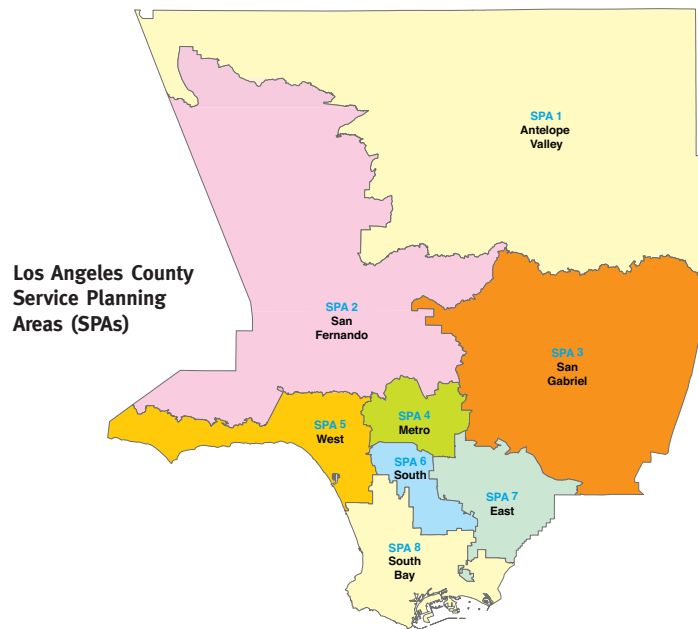 SPA 1
Antelope
Valley
Los Angeles County
Service Planning
Areas (SPAs)
SPA 2
San
Fernando
SPA 3
San
Gabriel
SPA 4
Metro
SPA 5
West
SPA 6
South
SPA 7
East
SPA 8
South
Bay